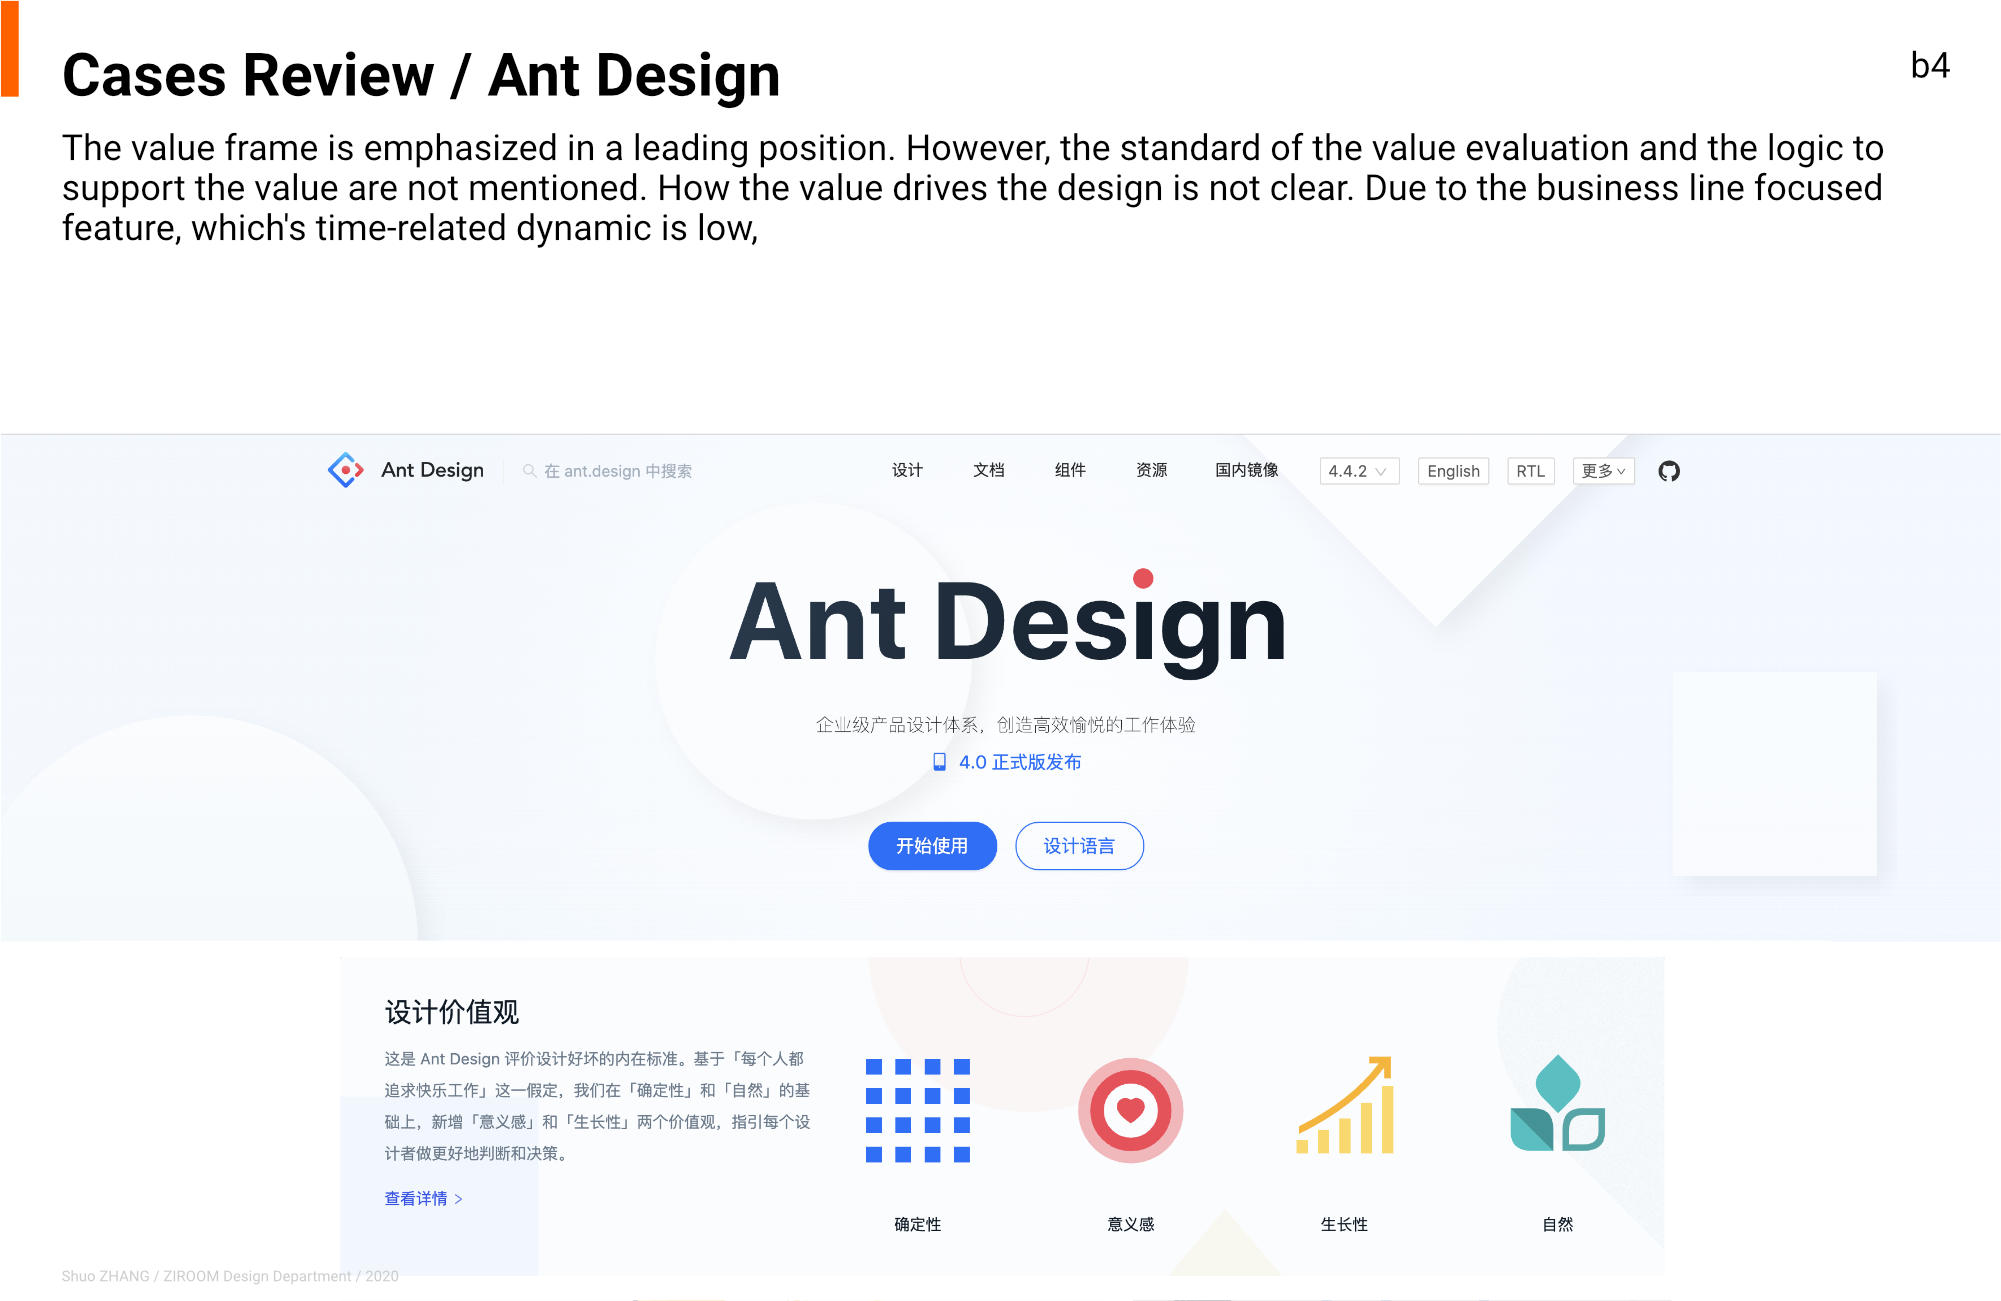 Cases Review / Ant Design
b4
The value frame is emphasized in a leading position. However, the standard of the value evaluation and the logic to
support the value are not mentioned. How the value drives the design is not clear. Due to the business line focused
feature, which's time-related dynamic is low,
Ant Design
在 ant.design 中搜索
设计
文档
组件
资源
国内镜像
4.4.2
English
RTL
更多
Ant Design
企业级产品设计体系，创造高效愉悦的工作体验
4.0 正式版发布
开始使用
设计语言
设计价值观
这是 Ant Design 评价设计好坏的内在标准。基于「每个人都
追求快乐工作」这一假定，我们在「确定性」和「自然」的基
础上，新增「意义感」和「生长性」两个价值观，指引每个设
计者做更好地判断和决策。
查看详情 >
确定性
意义感
生长性
自然
Shuo ZHANG / ZIROOM Design Department / 2020